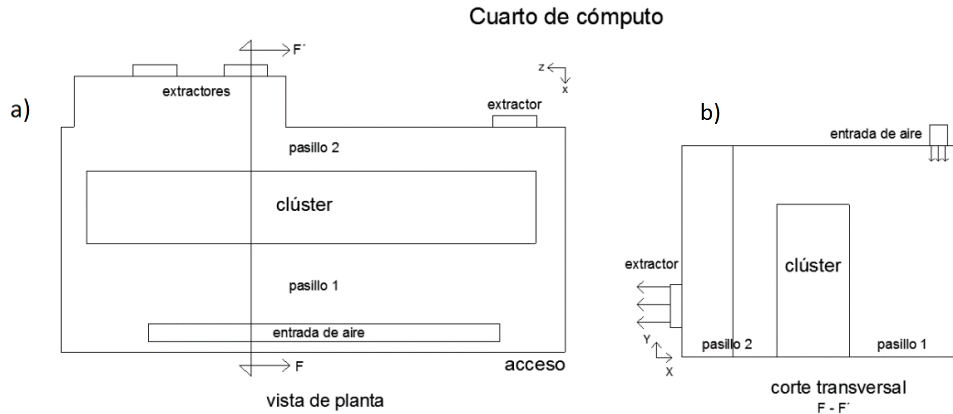 Cuarto de cómputo
a)
F´
extractores
z
x
extractor
pasillo 2
clúster
pasillo 1
entrada de aire
F
acceso
vista de planta
b)
entrada de aire
extractor
clúster
Y
X
pasillo 2
pasillo 1
corte transversal
F - F´